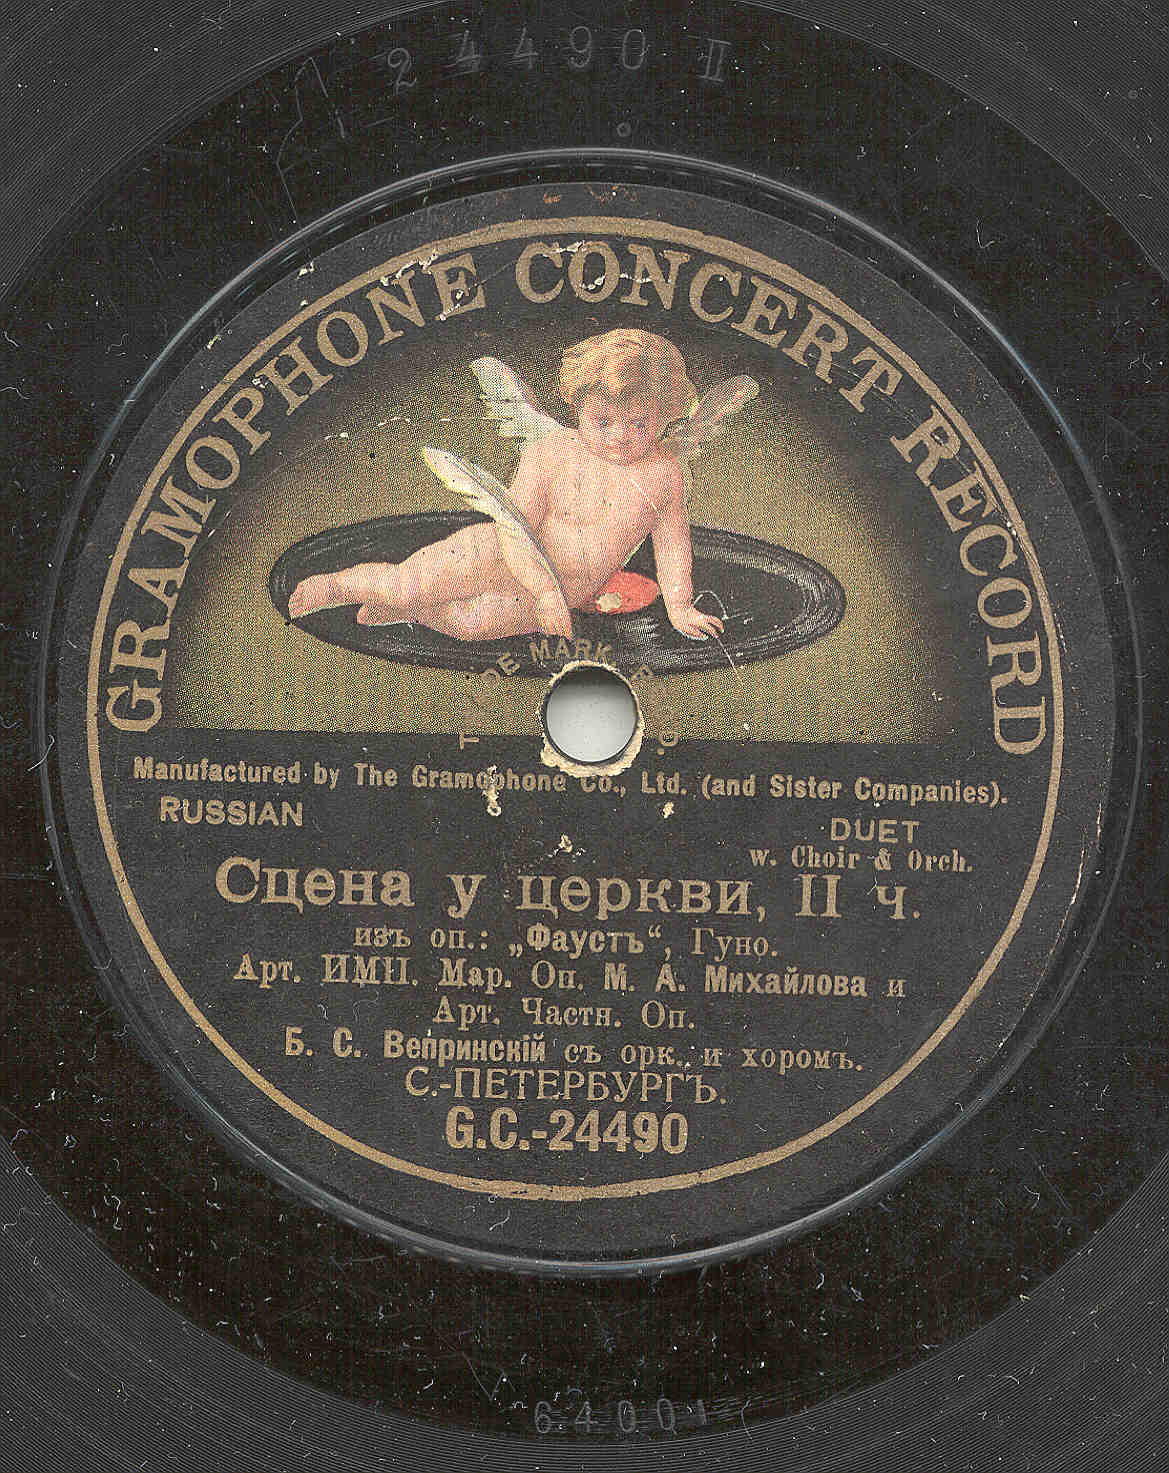 2 4490 II
GRAMOPHONE CONCERT RECORD
TRADE MARK
Manufactured by The Gramophone Co., Ltd. (and Sister Companies).
RUSSIAN
DUET
w. Choir & Orch.
Сцена у церкви, II ч.
изъ оп.: „Фаустъ“, Гуно.
Арт. ИМП. Мар. Оп. М. А. Михайлова и
Арт. Частн. Оп.
Б. С. Вепринскій съ орк. и хоромъ.
С.-ПЕТЕРБУРГЪ.
G.C.-24490
6400